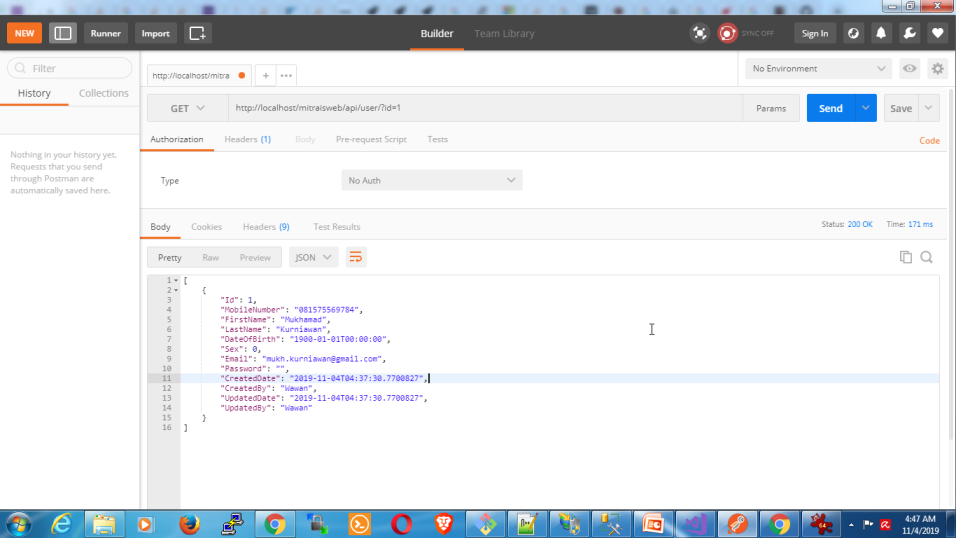 NEW Runner Import Builder Team Library SYNC OFF Sign In
Filter
History Collections
Nothing in your history yet.
Requests that you send
through Postman are
automatically saved here.
http://localhost/mitra + ••• No Environment
GET http://localhost/mitraisweb/api/user/?id=1 Params Send Save
Authorization Headers (1) Body Pre-request Script Tests Code
Type No Auth
Body Cookies Headers (9) Test Results Status: 200 OK Time: 171 ms
Pretty Raw Preview JSON
1 [
2 {
3 "Id": 1,
4 "MobileNumber": "081575569784",
5 "FirstName": "Mukhamad",
6 "LastName": "Kurniawan",
7 "DateOfBirth": "1900-01-01T00:00:00",
8 "Sex": 0,
9 "Email": "mukh.kurniawan@gmail.com",
10 "Password": "",
11 "CreatedDate": "2019-11-04T04:37:30.7700827",
12 "CreatedBy": "Wawan",
13 "UpdatedDate": "2019-11-04T04:37:30.7700827",
14 "UpdatedBy": "Wawan"
15 }
16 ]
4:47 AM
11/4/2019